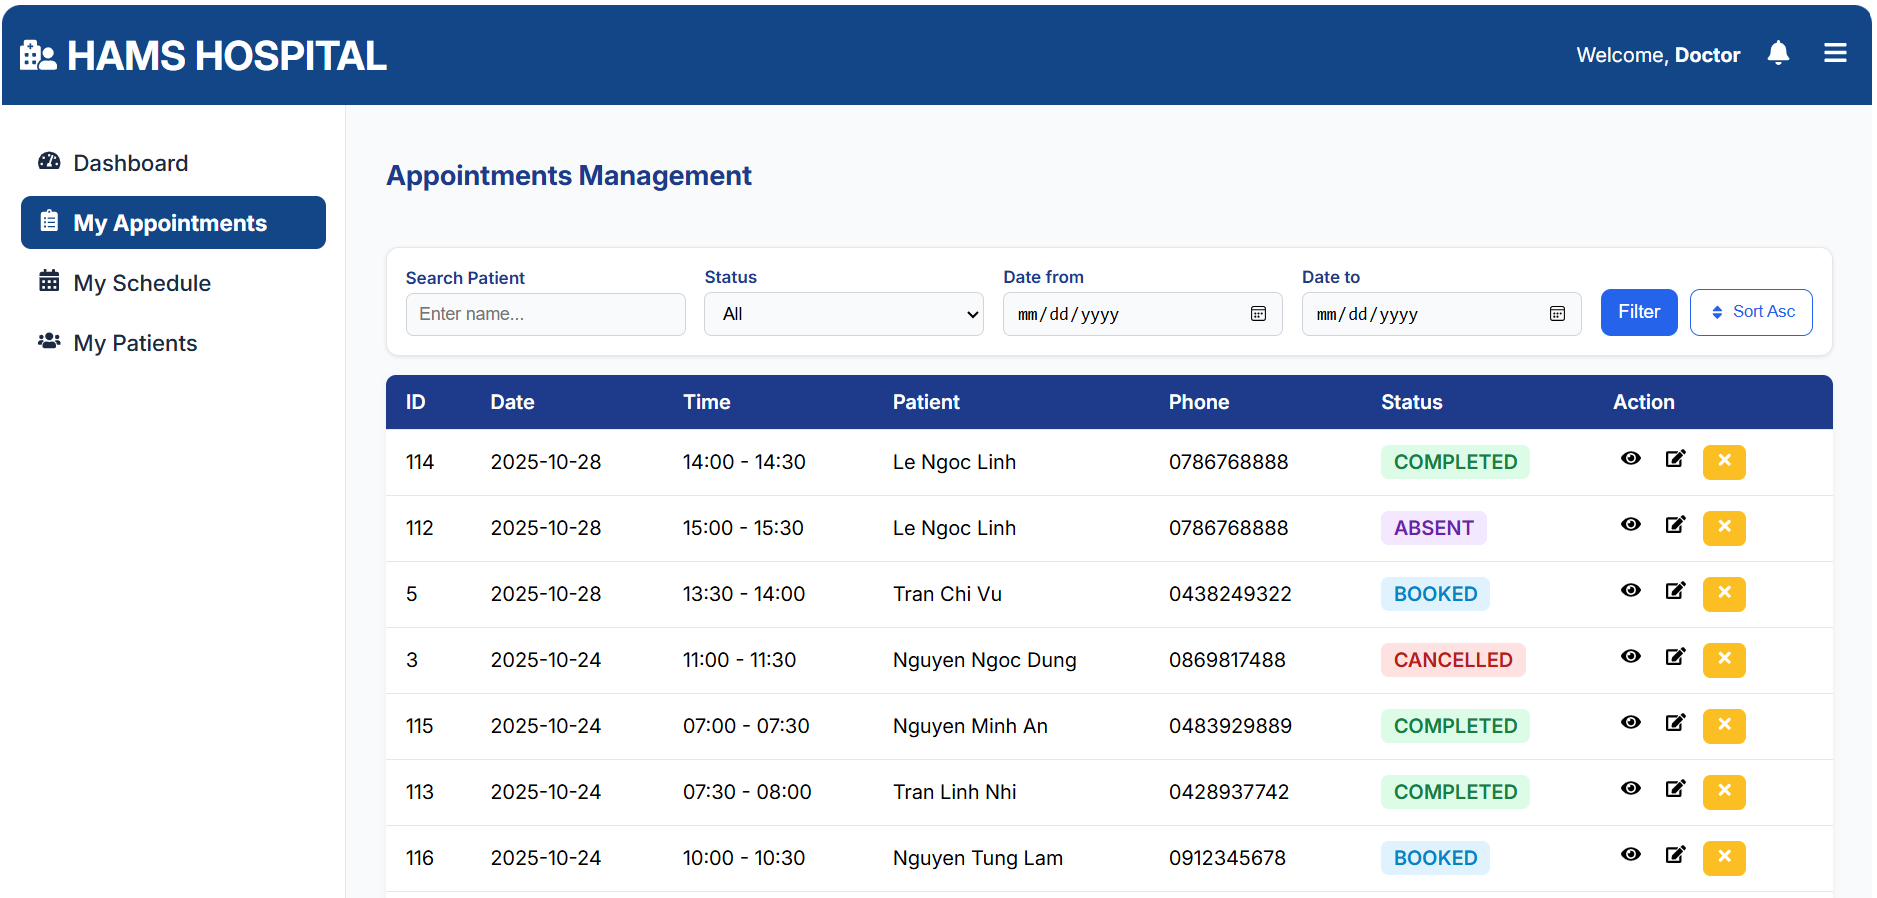 HAMS HOSPITAL
Welcome, Doctor
Dashboard
My Appointments
My Schedule
My Patients
Appointments Management
Search Patient Status Date from Date to
Enter name... All mm/dd/yyyy mm/dd/yyyy Filter Sort Asc
ID Date Time Patient Phone Status Action
114 2025-10-28 14:00 - 14:30 Le Ngoc Linh 0786768888 COMPLETED
112 2025-10-28 15:00 - 15:30 Le Ngoc Linh 0786768888 ABSENT
5 2025-10-28 13:30 - 14:00 Tran Chi Vu 0438249322 BOOKED
3 2025-10-24 11:00 - 11:30 Nguyen Ngoc Dung 0869817488 CANCELLED
115 2025-10-24 07:00 - 07:30 Nguyen Minh An 0483929889 COMPLETED
113 2025-10-24 07:30 - 08:00 Tran Linh Nhi 0428937742 COMPLETED
116 2025-10-24 10:00 - 10:30 Nguyen Tung Lam 0912345678 BOOKED